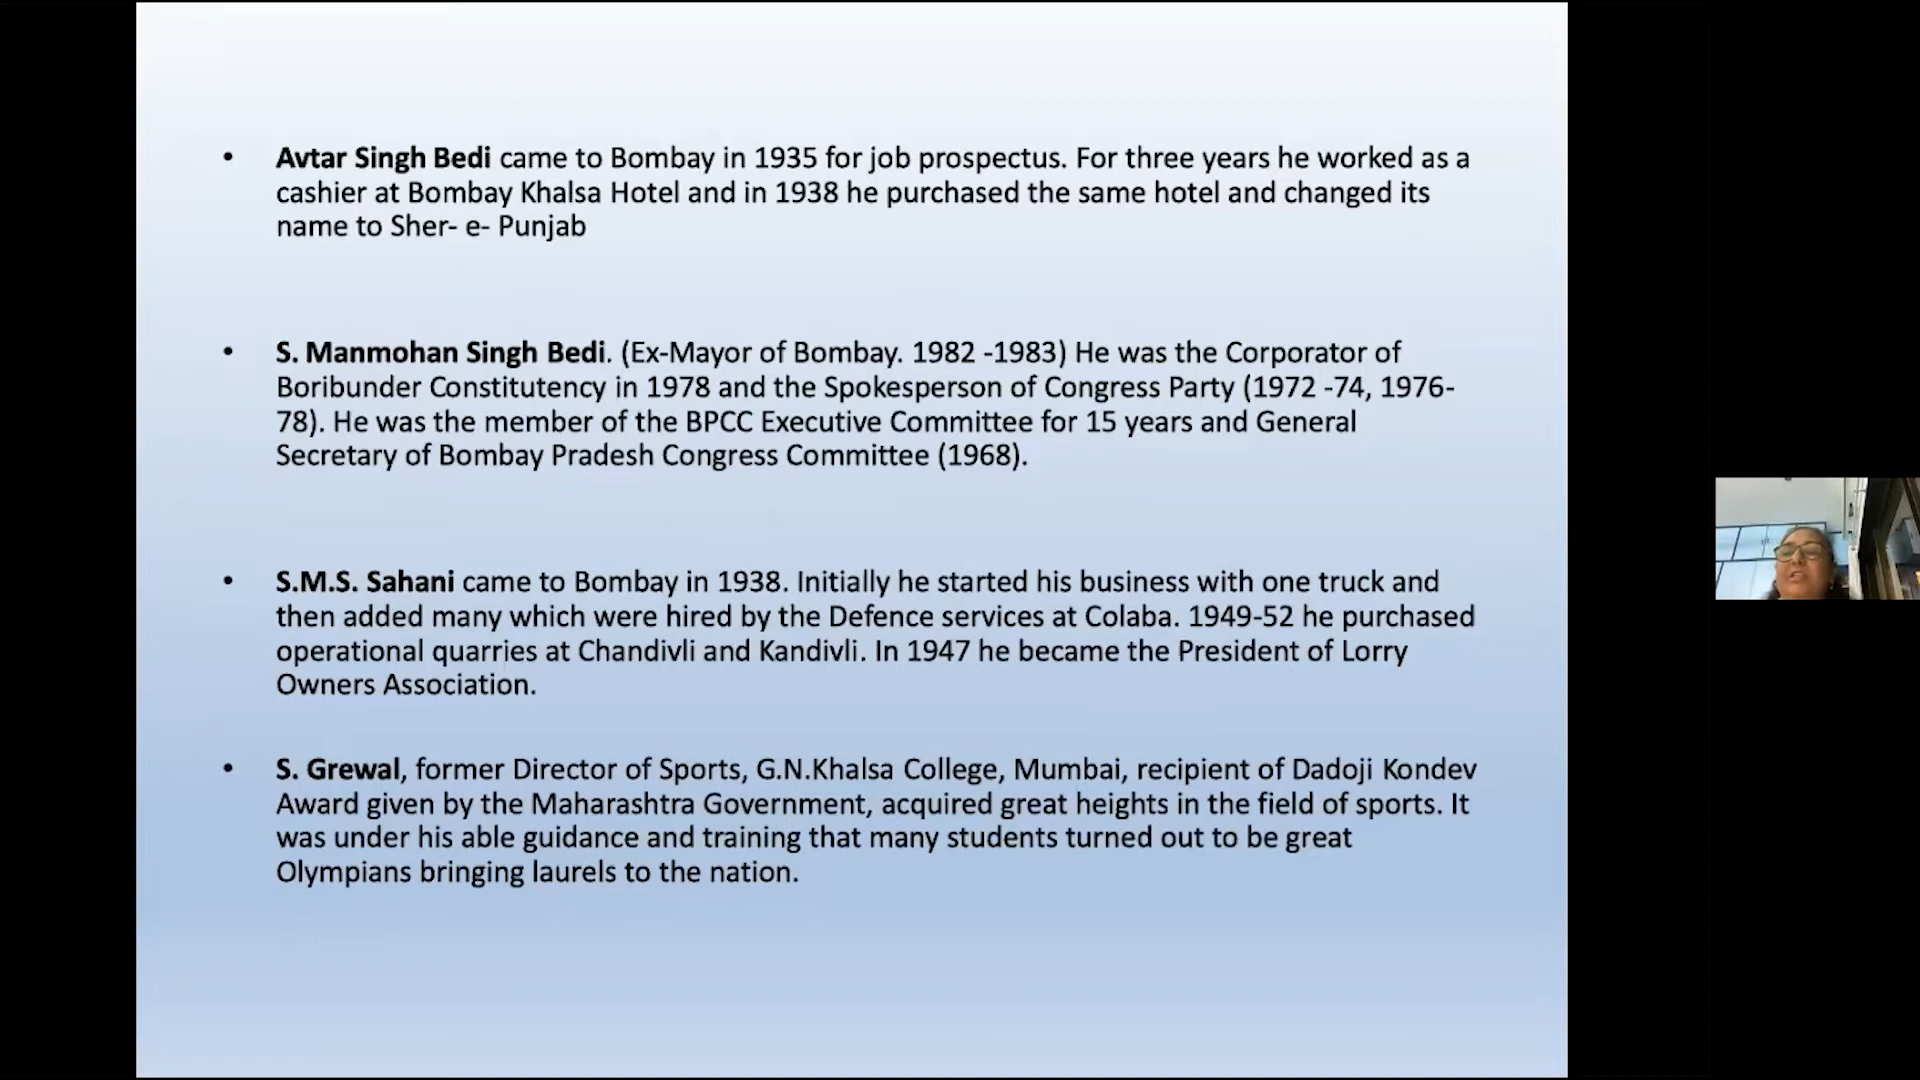 • Avtar Singh Bedi came to Bombay in 1935 for job prospectus. For three years he worked as a
cashier at Bombay Khalsa Hotel and in 1938 he purchased the same hotel and changed its
name to Sher- e- Punjab
• S. Manmohan Singh Bedi. (Ex-Mayor of Bombay. 1982 -1983) He was the Corporator of
Boribunder Constitutency in 1978 and the Spokesperson of Congress Party (1972 -74, 1976-
78). He was the member of the BPCC Executive Committee for 15 years and General
Secretary of Bombay Pradesh Congress Committee (1968).
• S.M.S. Sahani came to Bombay in 1938. Initially he started his business with one truck and
then added many which were hired by the Defence services at Colaba. 1949-52 he purchased
operational quarries at Chandivli and Kandivli. In 1947 he became the President of Lorry
Owners Association.
• S. Grewal, former Director of Sports, G.N.Khalsa College, Mumbai, recipient of Dadoji Kondev
Award given by the Maharashtra Government, acquired great heights in the field of sports. It
was under his able guidance and training that many students turned out to be great
Olympians bringing laurels to the nation.